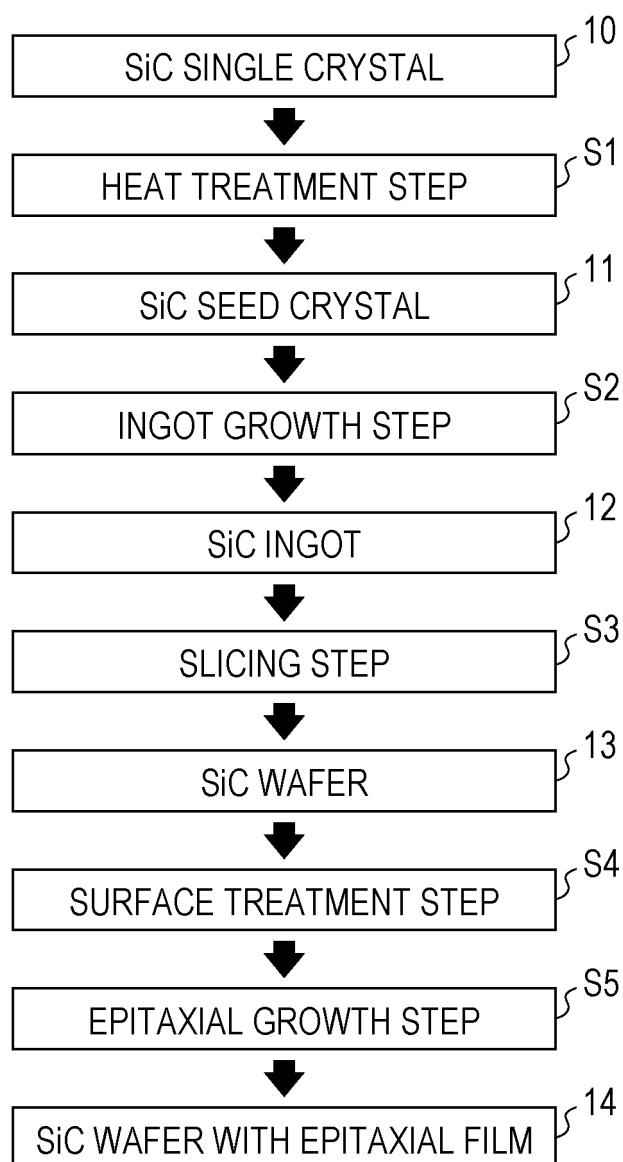 10
SiC SINGLE CRYSTAL
S1
HEAT TREATMENT STEP
11
SiC SEED CRYSTAL
S2
INGOT GROWTH STEP
12
SiC INGOT
S3
SLICING STEP
13
SiC WAFER
S4
SURFACE TREATMENT STEP
S5
EPITAXIAL GROWTH STEP
14
SiC WAFER WITH EPITAXIAL FILM